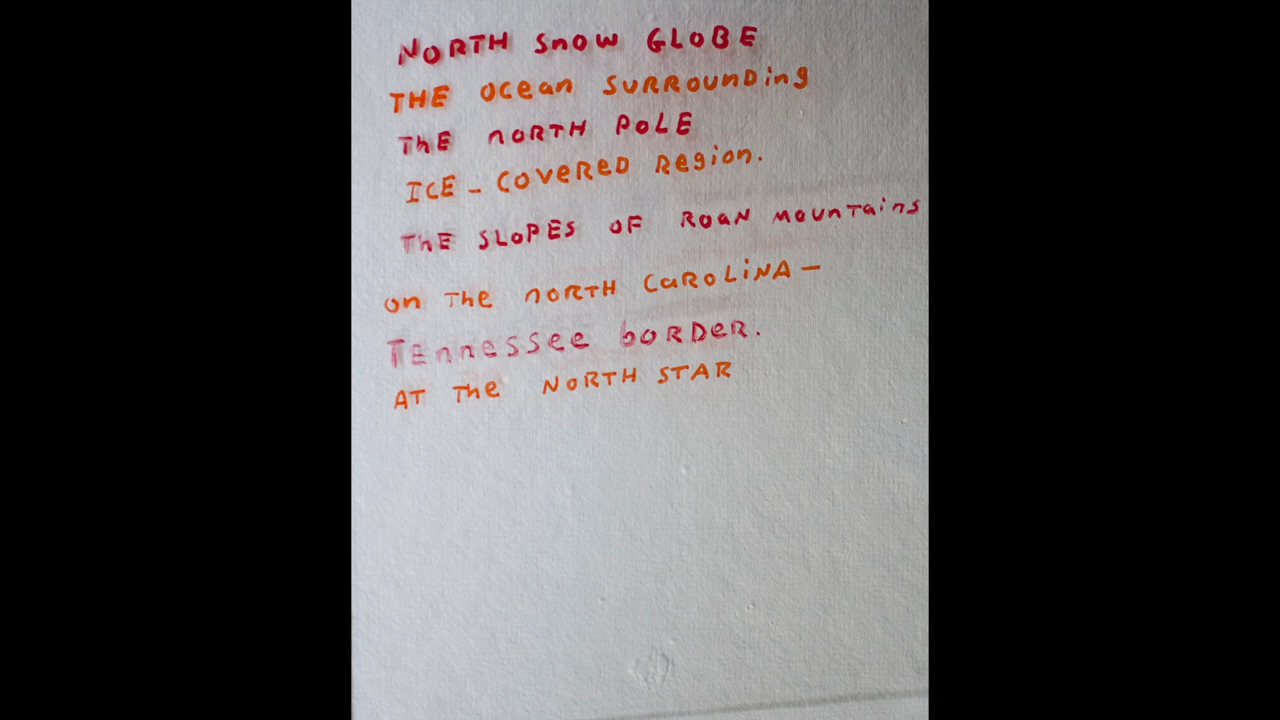 NORTH SnOW GLOBE
THE OCean SURROUnDing
ThE nORTH POLE
ICE - COVERED Region.
ThE SLOPES OF ROaN mOUnTains
On The nORTH CaROLiNA -
TEnnessee bORDeR.
AT The NORTH STAR